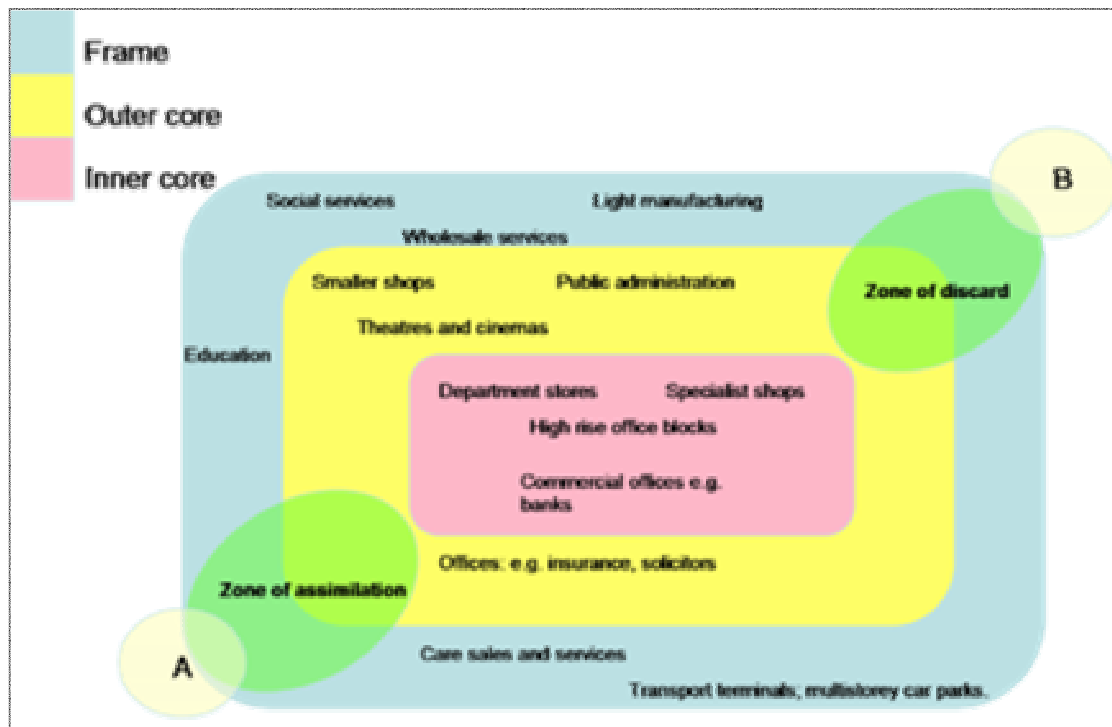 Frame
Outer core
Inner core
B
Social services
Light manufacturing
Wholesale services
Smaller shops
Public administration
Zone of discard
Theatres and cinemas
Education
Department stores
Specialist shops
High rise office blocks
Commercial offices e.g.
banks
Offices: e.g. insurance, solicitors
Zone of assimilation
A
Care sales and services
Transport terminals, multistorey car parks.